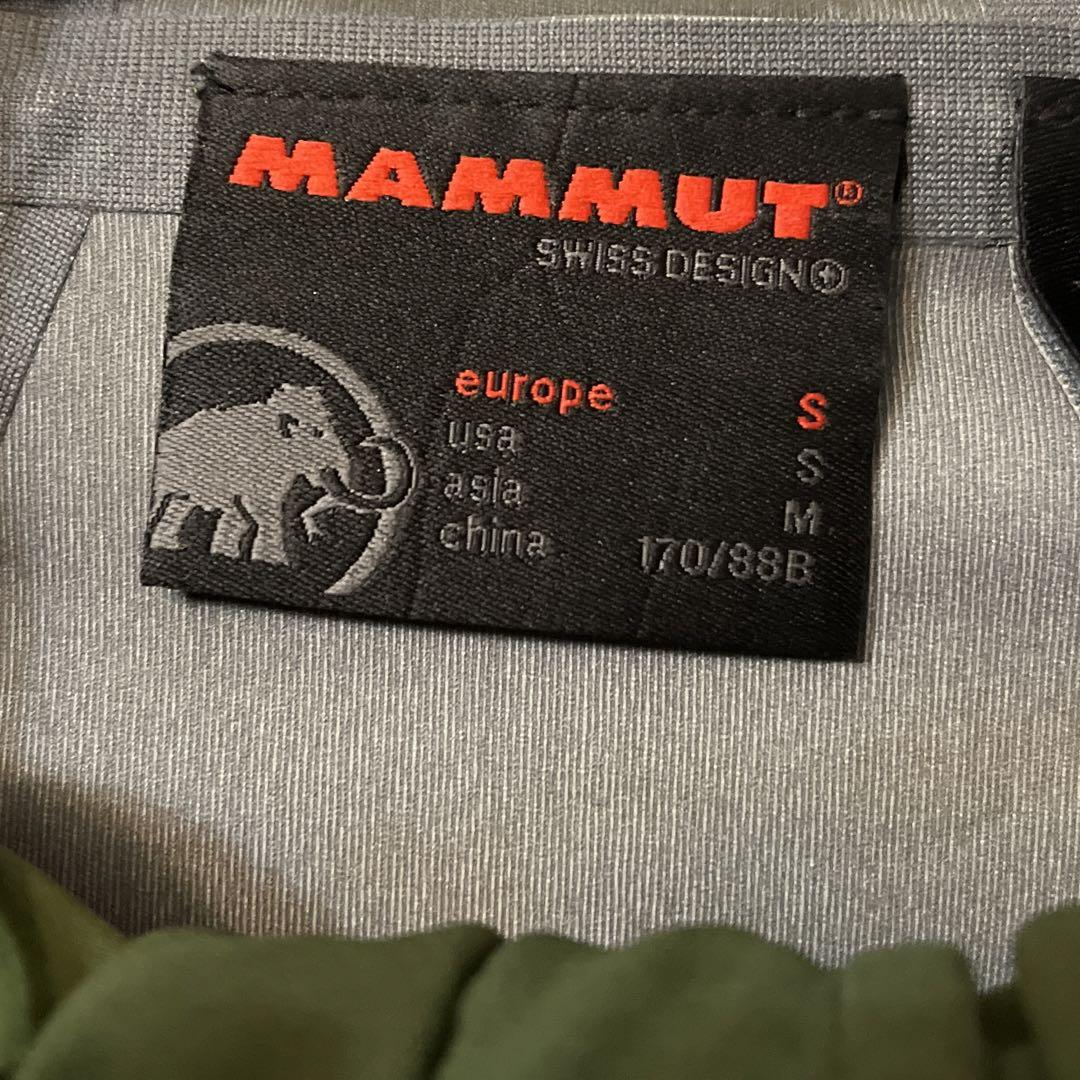 MAMMUT®
SWISS DESIGN
europe S
usa S
asia M
china 170/88B